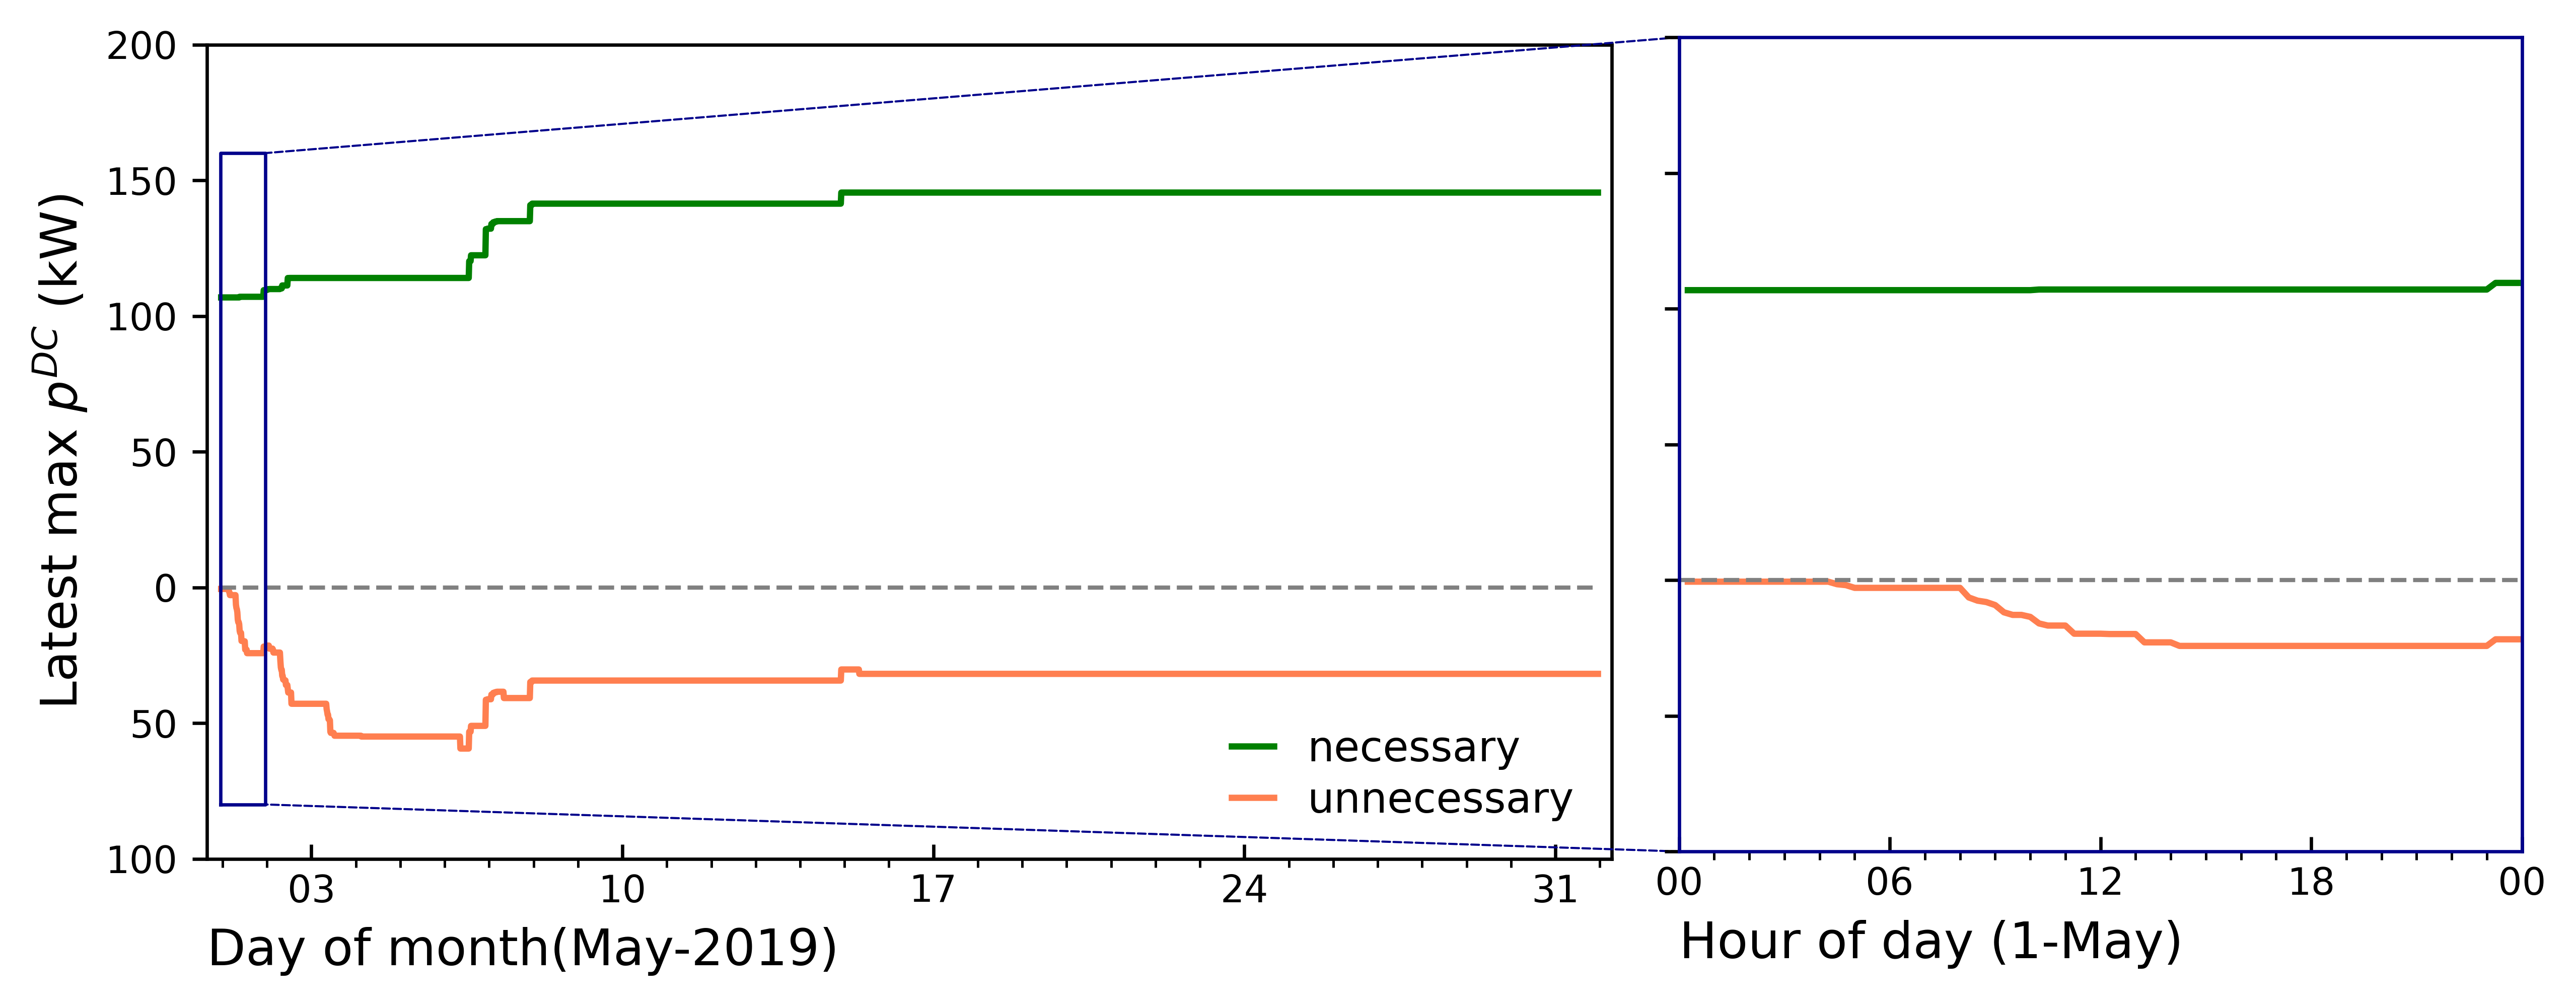 Latest max p^DC (kW)
200
150
100
50
0
50
100
03 10 17 24 31
Day of month(May-2019)
necessary
unnecessary
00 06 12 18 00
Hour of day (1-May)